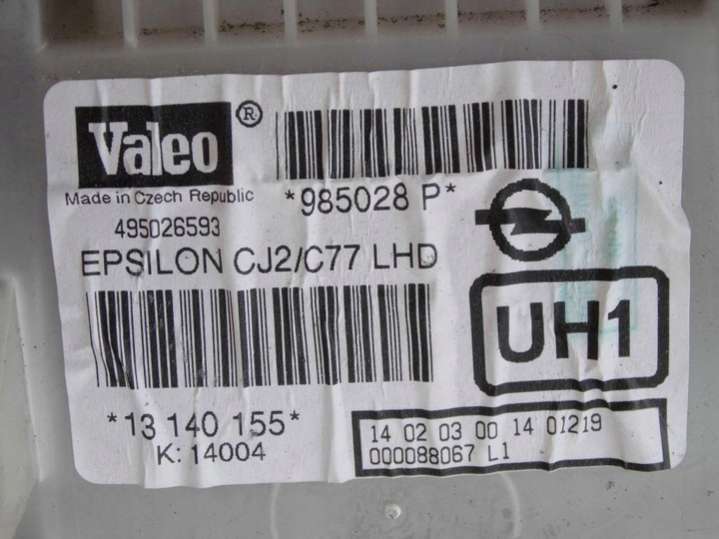 Valeo ®
Made in Czech Republic
*985028 P*
495026593
EPSILON CJ2/C77 LHD
UH1
*13 140 155*
K: 14004
14 02 03 00 14 01219
000088067 L1